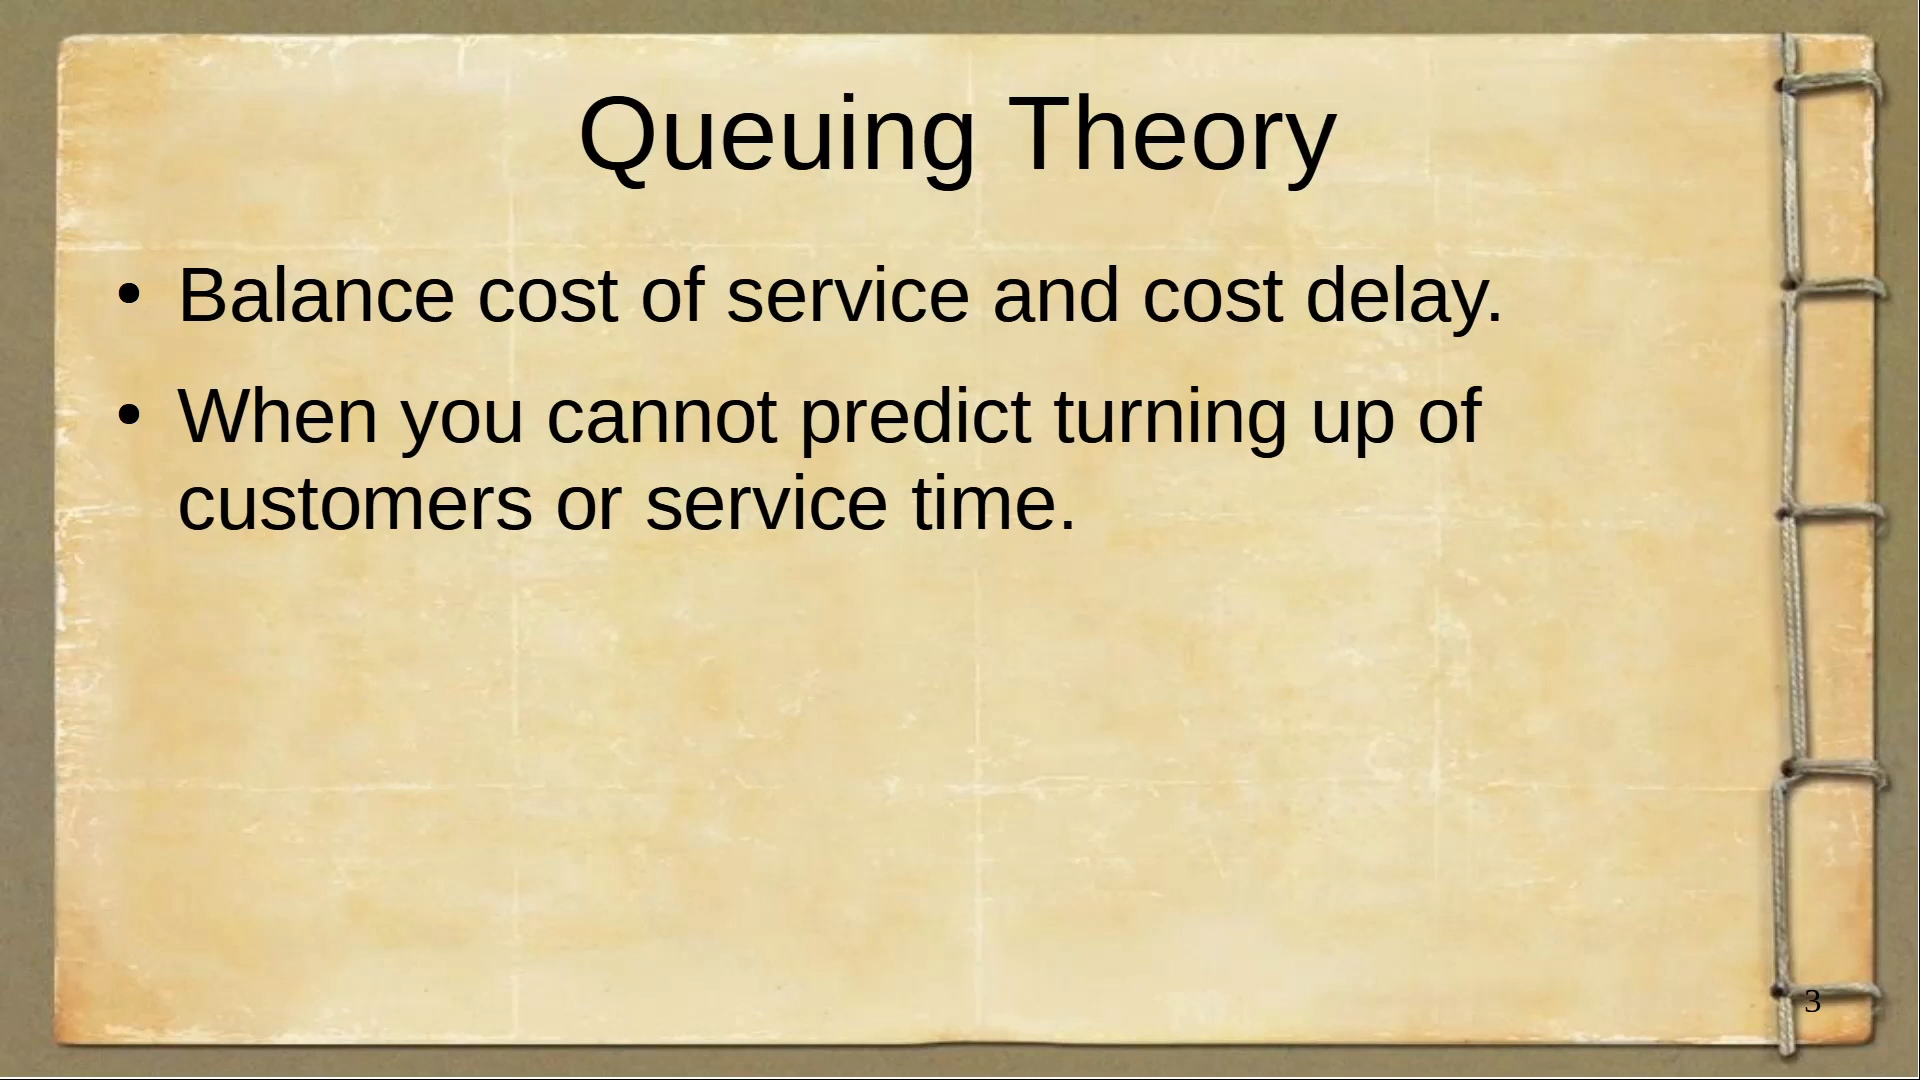 Queuing Theory
• Balance cost of service and cost delay.
• When you cannot predict turning up of
customers or service time.
3